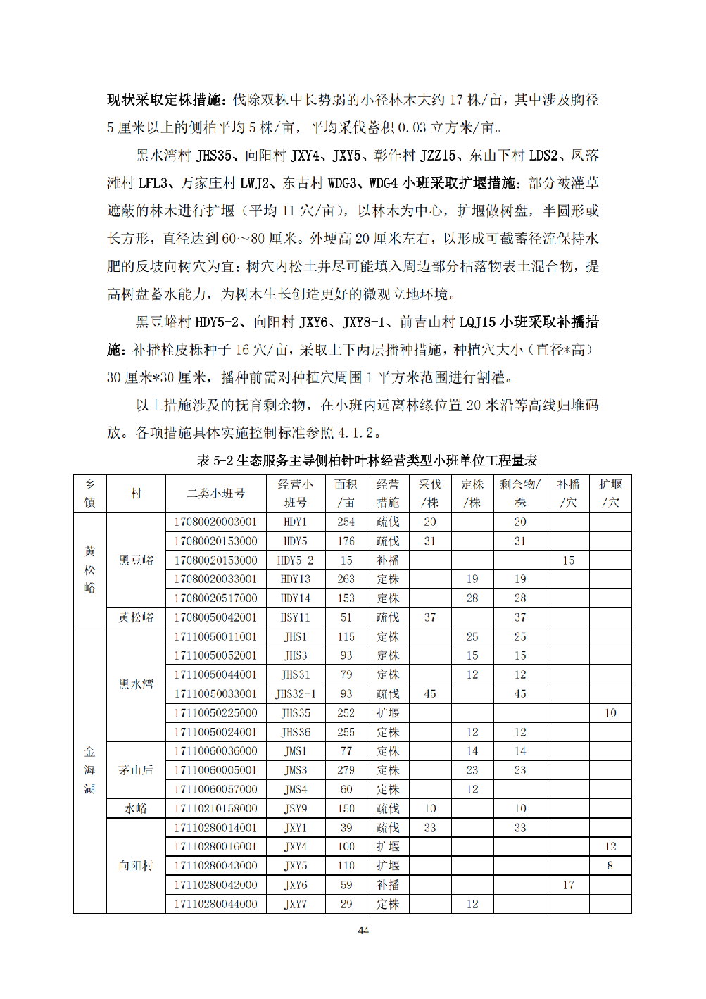 现状采取定株措施：伐除双株中长势弱的小径林木大约 17 株/亩，其中涉及胸径
5 厘米以上的侧柏平均 5 株/亩，平均采伐蓄积 0.03 立方米/亩。
黑水湾村 JHS35、向阳村 JXY4、JXY5、彰作村 JZZ15、东山下村 LDS2、凤落
滩村 LFL3、万家庄村 LWJ2、东古村 WDG3、WDG4 小班采取扩堰措施：部分被灌草
遮蔽的林木进行扩堰（平均 11 穴/亩），以林木为中心，扩堰做树盘，半圆形或
长方形，直径达到 60～80 厘米。外埂高 20 厘米左右，以形成可截蓄径流保持水
肥的反坡向树穴为宜；树穴内松土并尽可能填入周边部分枯落物表土混合物，提
高树盘蓄水能力，为树木生长创造更好的微观立地环境。
黑豆峪村 HDY5-2、向阳村 JXY6、JXY8-1、前吉山村 LQJ15 小班采取补播措
施：补播栓皮栎种子 16 穴/亩，采取上下两层播种措施，种植穴大小（直径*高）
30 厘米*30 厘米，播种前需对种植穴周围 1 平方米范围进行割灌。
以上措施涉及的抚育剩余物，在小班内远离林缘位置 20 米沿等高线归堆码
放。各项措施具体实施控制标准参照 4.1.2。
表 5-2 生态服务主导侧柏针叶林经营类型小班单位工程量表
乡镇 村 二类小班号 经营小班号 面积/亩 经营措施 采伐/株 定株/株 剩余物/株 补播/穴 扩堰/穴
黄松峪 黑豆峪 17080020003001 HDY1 254 疏伐 20 20
17080020153000 HDY5 176 疏伐 31 31
17080020153000 HDY5-2 15 补播 15
17080020033001 HDY13 263 定株 19 19
17080020517000 HDY14 153 定株 28 28
黄松峪 17080050042001 HSY11 51 疏伐 37 37
金海湖 黑水湾 17110050011001 JHS1 115 定株 25 25
17110050052001 JHS3 93 定株 15 15
17110050044001 JHS31 79 定株 12 12
17110050033001 JHS32-1 93 疏伐 45 45
17110050225000 JHS35 252 扩堰 10
17110050024001 JHS36 255 定株 12 12
茅山后 17110060036000 JMS1 77 定株 14 14
17110060005001 JMS3 279 定株 23 23
17110060057000 JMS4 60 定株 12
水峪 17110210158000 JSY9 150 疏伐 10 10
向阳村 17110280014001 JXY1 39 疏伐 33 33
17110280016001 JXY4 100 扩堰 12
17110280043000 JXY5 110 扩堰 8
17110280042000 JXY6 59 补播 17
17110280044000 JXY7 29 定株 12
44